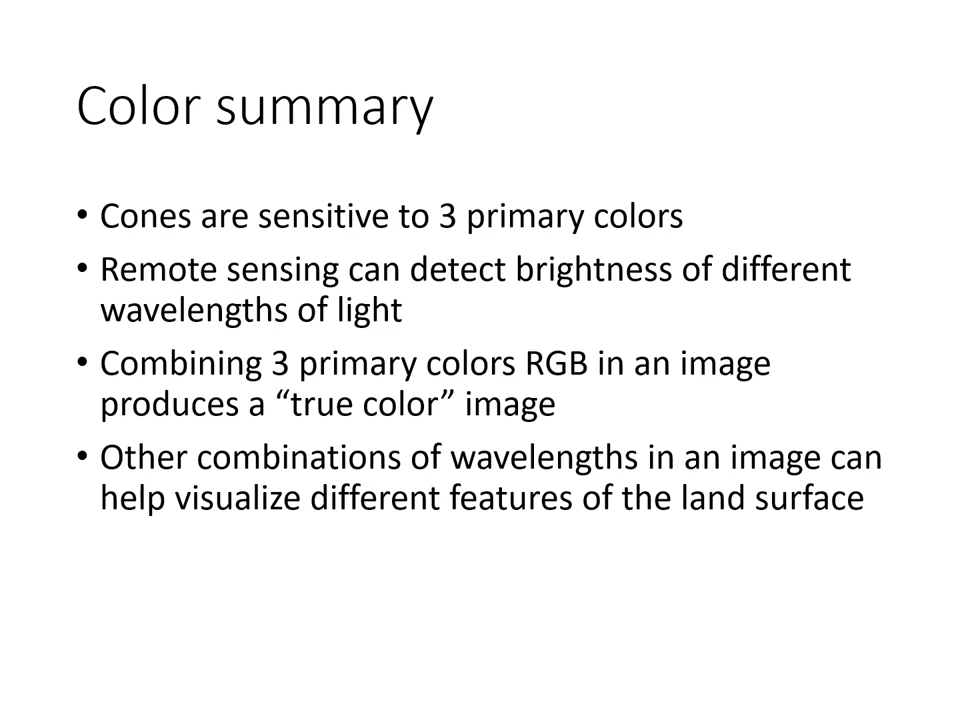 Color summary
• Cones are sensitive to 3 primary colors
• Remote sensing can detect brightness of different
wavelengths of light
• Combining 3 primary colors RGB in an image
produces a “true color” image
• Other combinations of wavelengths in an image can
help visualize different features of the land surface